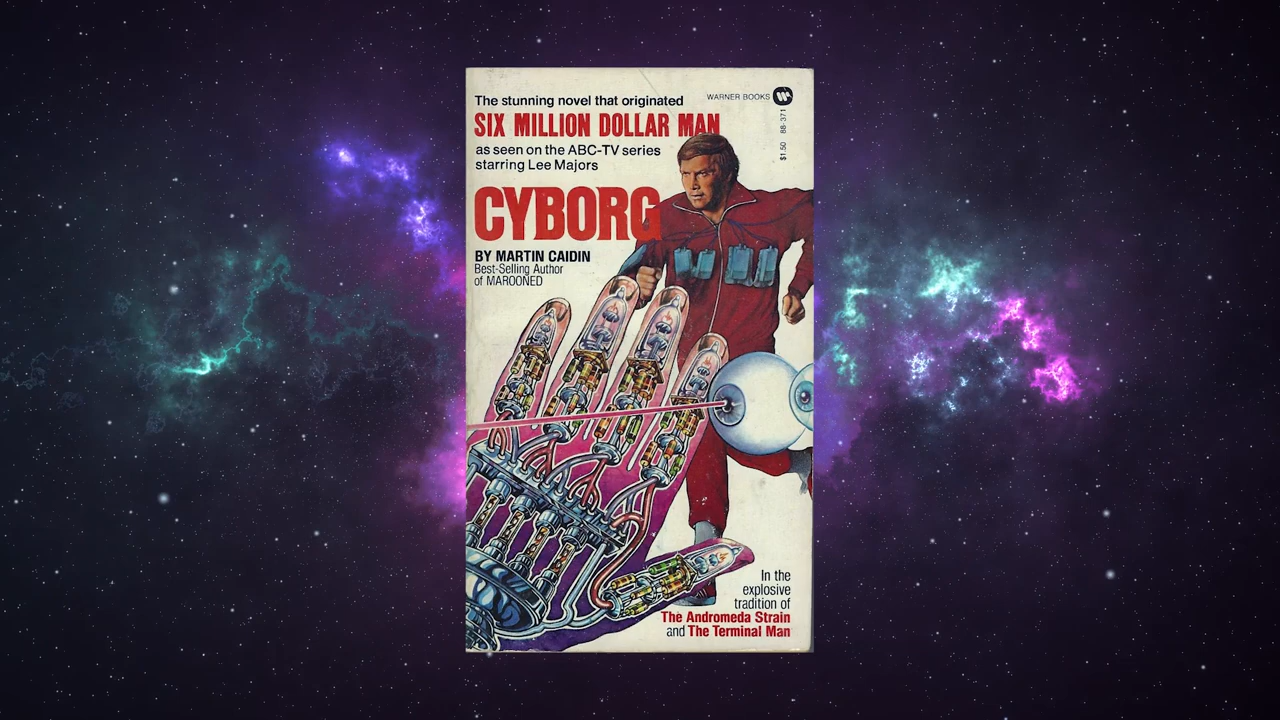 The stunning novel that originated
WARNER BOOKS
SIX MILLION DOLLAR MAN
as seen on the ABC-TV series
starring Lee Majors
$1.50 88-371
CYBORG
BY MARTIN CAIDIN
Best-Selling Author
of MAROONED
In the
explosive
tradition of
The Andromeda Strain
and The Terminal Man